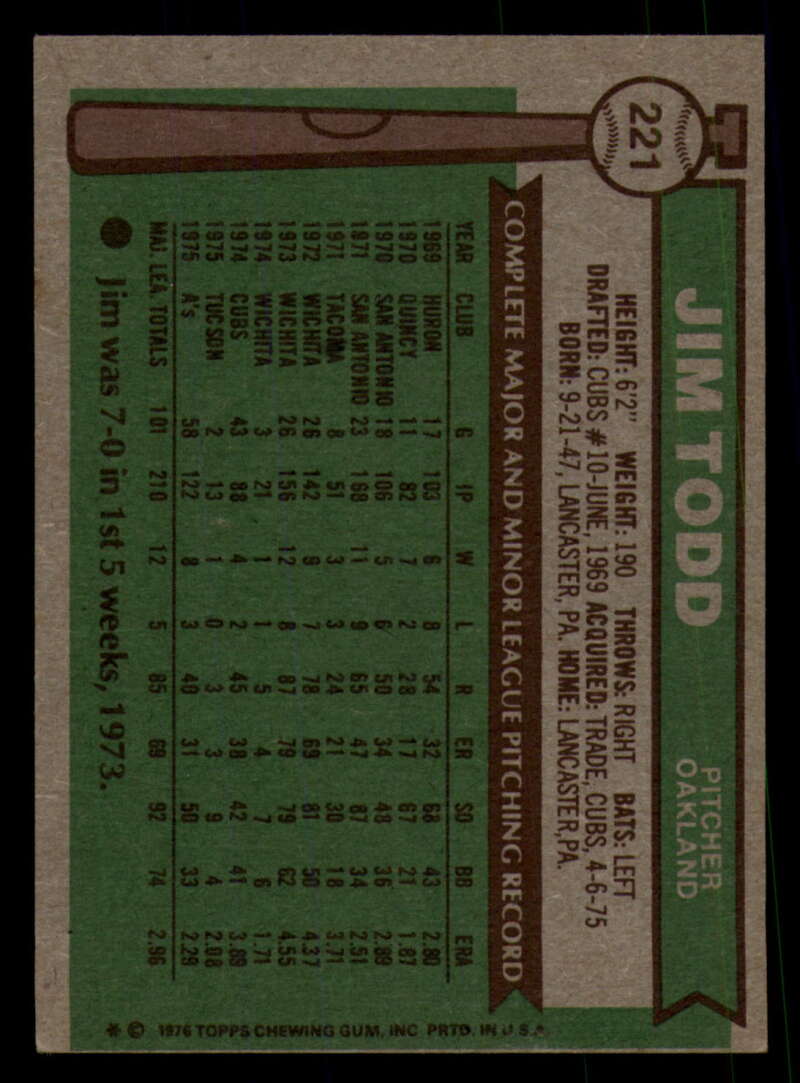 221
JIM TODD
PITCHER
OAKLAND
HEIGHT: 6'2" WEIGHT: 190 THROWS: RIGHT BATS: LEFT
DRAFTED: CUBS #10-JUNE, 1969 ACQUIRED: TRADE, CUBS, 4-6-75
BORN: 9-21-47, LANCASTER, PA. HOME: LANCASTER, PA.
COMPLETE MAJOR AND MINOR LEAGUE PITCHING RECORD
YEAR CLUB G IP W L R ER SO BB ERA
1969 HURON 17 103 6 8 54 32 68 43 2.80
1970 QUINCY 11 82 7 2 28 17 67 21 1.87
1970 SAN ANTONIO 18 106 5 6 50 34 48 36 2.89
1971 SAN ANTONIO 23 168 11 9 65 47 87 34 2.51
1971 TACOMA 8 51 3 3 24 21 30 18 3.71
1972 WICHITA 26 142 9 7 78 69 81 50 4.37
1973 WICHITA 26 156 12 8 87 79 79 62 4.55
1974 WICHITA 3 21 1 1 5 4 7 6 1.71
1974 CUBS 43 88 4 2 45 38 42 41 3.89
1975 TUCSON 2 13 1 0 3 3 9 4 2.08
1975 A's 58 122 8 3 40 31 50 33 2.29
MAJ. LEA. TOTALS 101 210 12 5 85 69 92 74 2.96
Jim was 7-0 in 1st 5 weeks, 1973.
* © 1976 TOPPS CHEWING GUM, INC. PRTD. IN U.S.A.